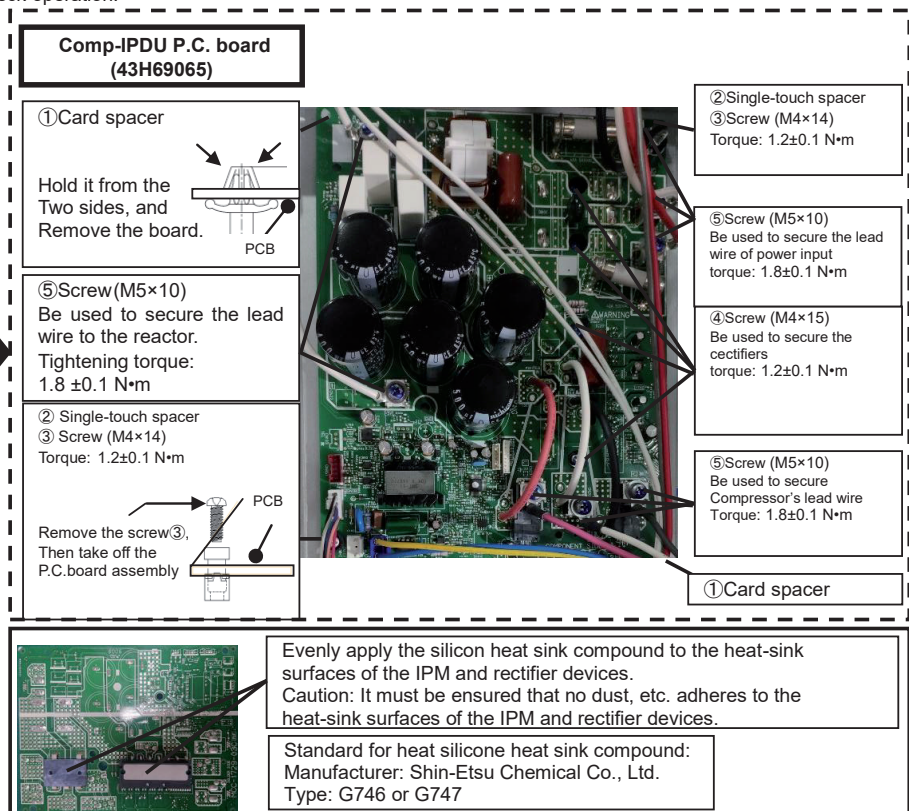 Comp-IPDU P.C. board
(43H69065)
①Card spacer
Hold it from the
Two sides, and
Remove the board.
PCB
⑤Screw(M5×10)
Be used to secure the lead
wire to the reactor.
Tightening torque:
1.8 ±0.1 N•m
② Single-touch spacer
③ Screw (M4×14)
Torque: 1.2±0.1 N•m
PCB
Remove the screw③,
Then take off the
P.C.board assembly
WARNING
②Single-touch spacer
③Screw (M4×14)
Torque: 1.2±0.1 N•m
⑤Screw (M5×10)
Be used to secure the lead
wire of power input
torque: 1.8±0.1 N•m
④Screw (M4×15)
Be used to secure the
cectifiers
torque: 1.2±0.1 N•m
⑤Screw (M5×10)
Be used to secure
Compressor's lead wire
Torque: 1.8±0.1 N•m
①Card spacer
Evenly apply the silicon heat sink compound to the heat-sink
surfaces of the IPM and rectifier devices.
Caution: It must be ensured that no dust, etc. adheres to the
heat-sink surfaces of the IPM and rectifier devices.
Standard for heat silicone heat sink compound:
Manufacturer: Shin-Etsu Chemical Co., Ltd.
Type: G746 or G747